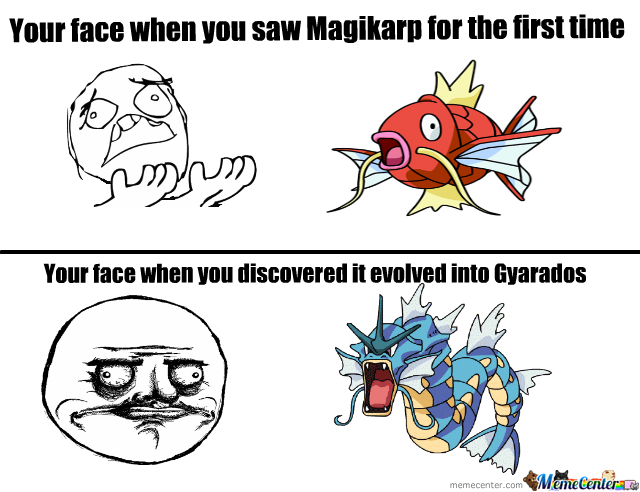 Your face when you saw Magikarp for the first time
Your face when you discovered it evolved into Gyarados
memecenter.com MemeCenter